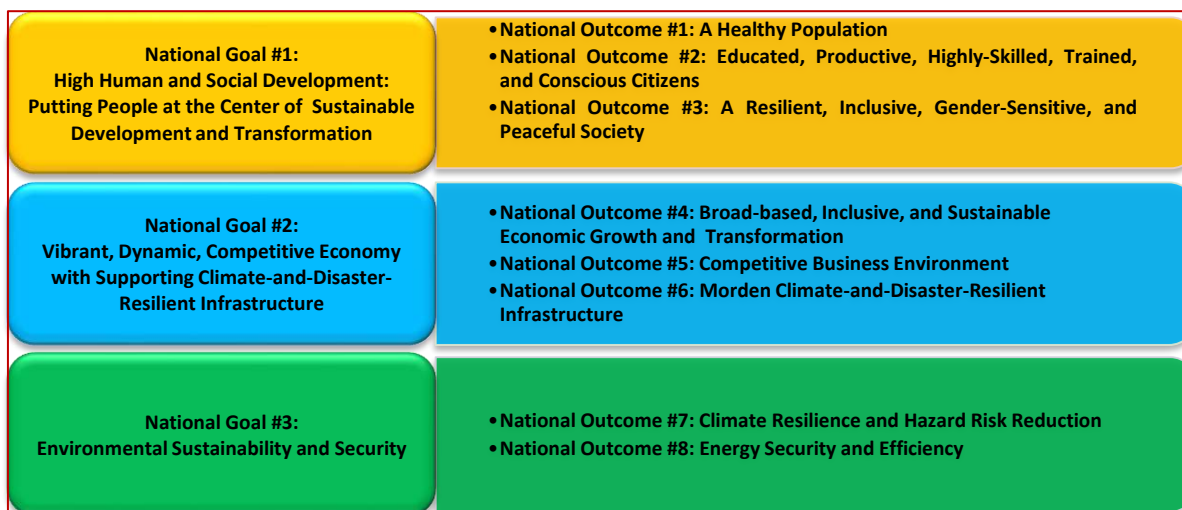 National Goal #1:
High Human and Social Development:
Putting People at the Center of Sustainable
Development and Transformation
•National Outcome #1: A Healthy Population
•National Outcome #2: Educated, Productive, Highly-Skilled, Trained,
and Conscious Citizens
•National Outcome #3: A Resilient, Inclusive, Gender-Sensitive, and
Peaceful Society
National Goal #2:
Vibrant, Dynamic, Competitive Economy
with Supporting Climate-and-Disaster-
Resilient Infrastructure
•National Outcome #4: Broad-based, Inclusive, and Sustainable
Economic Growth and Transformation
•National Outcome #5: Competitive Business Environment
•National Outcome #6: Morden Climate-and-Disaster-Resilient
Infrastructure
National Goal #3:
Environmental Sustainability and Security
•National Outcome #7: Climate Resilience and Hazard Risk Reduction
•National Outcome #8: Energy Security and Efficiency